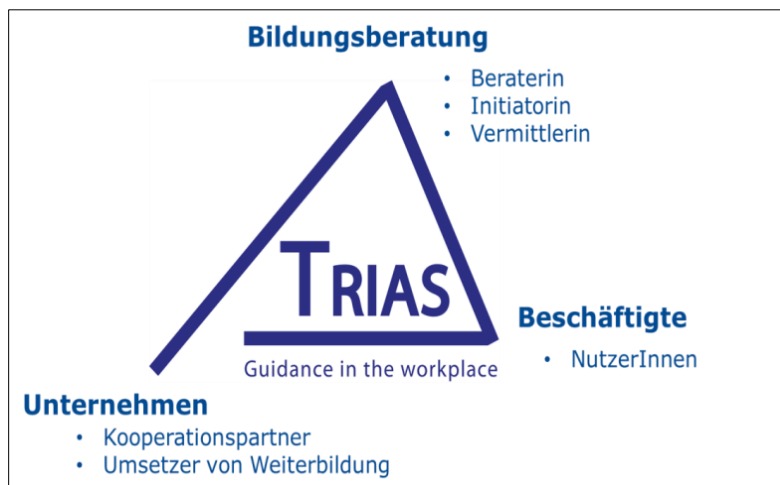 Bildungsberatung
• Beraterin
• Initiatorin
• Vermittlerin
TRIAS
Guidance in the workplace
Beschäftigte
• NutzerInnen
Unternehmen
• Kooperationspartner
• Umsetzer von Weiterbildung